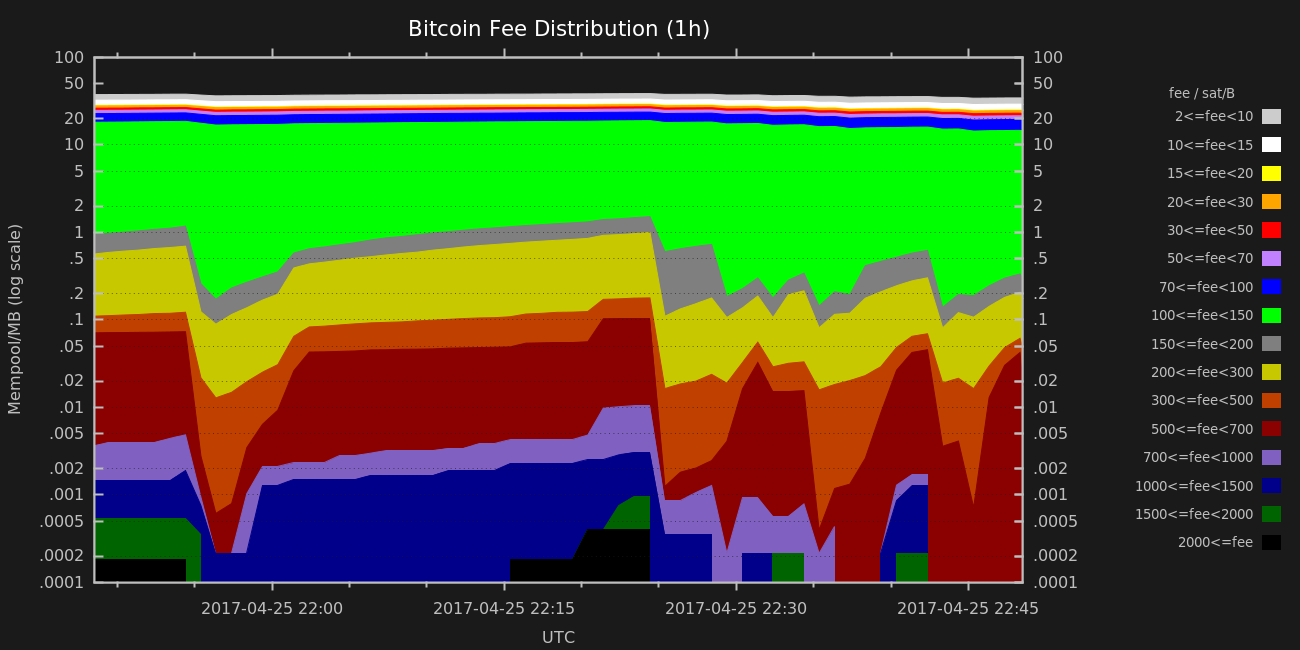 Bitcoin Fee Distribution (1h)
Mempool/MB (log scale)
100
50
20
10
5
2
1
.5
.2
.1
.05
.02
.01
.005
.002
.001
.0005
.0002
.0001
100
50
20
10
5
2
1
.5
.2
.1
.05
.02
.01
.005
.002
.001
.0005
.0002
.0001
2017-04-25 22:00
2017-04-25 22:15
2017-04-25 22:30
2017-04-25 22:45
UTC
fee / sat/B
2<=fee<10
10<=fee<15
15<=fee<20
20<=fee<30
30<=fee<50
50<=fee<70
70<=fee<100
100<=fee<150
150<=fee<200
200<=fee<300
300<=fee<500
500<=fee<700
700<=fee<1000
1000<=fee<1500
1500<=fee<2000
2000<=fee